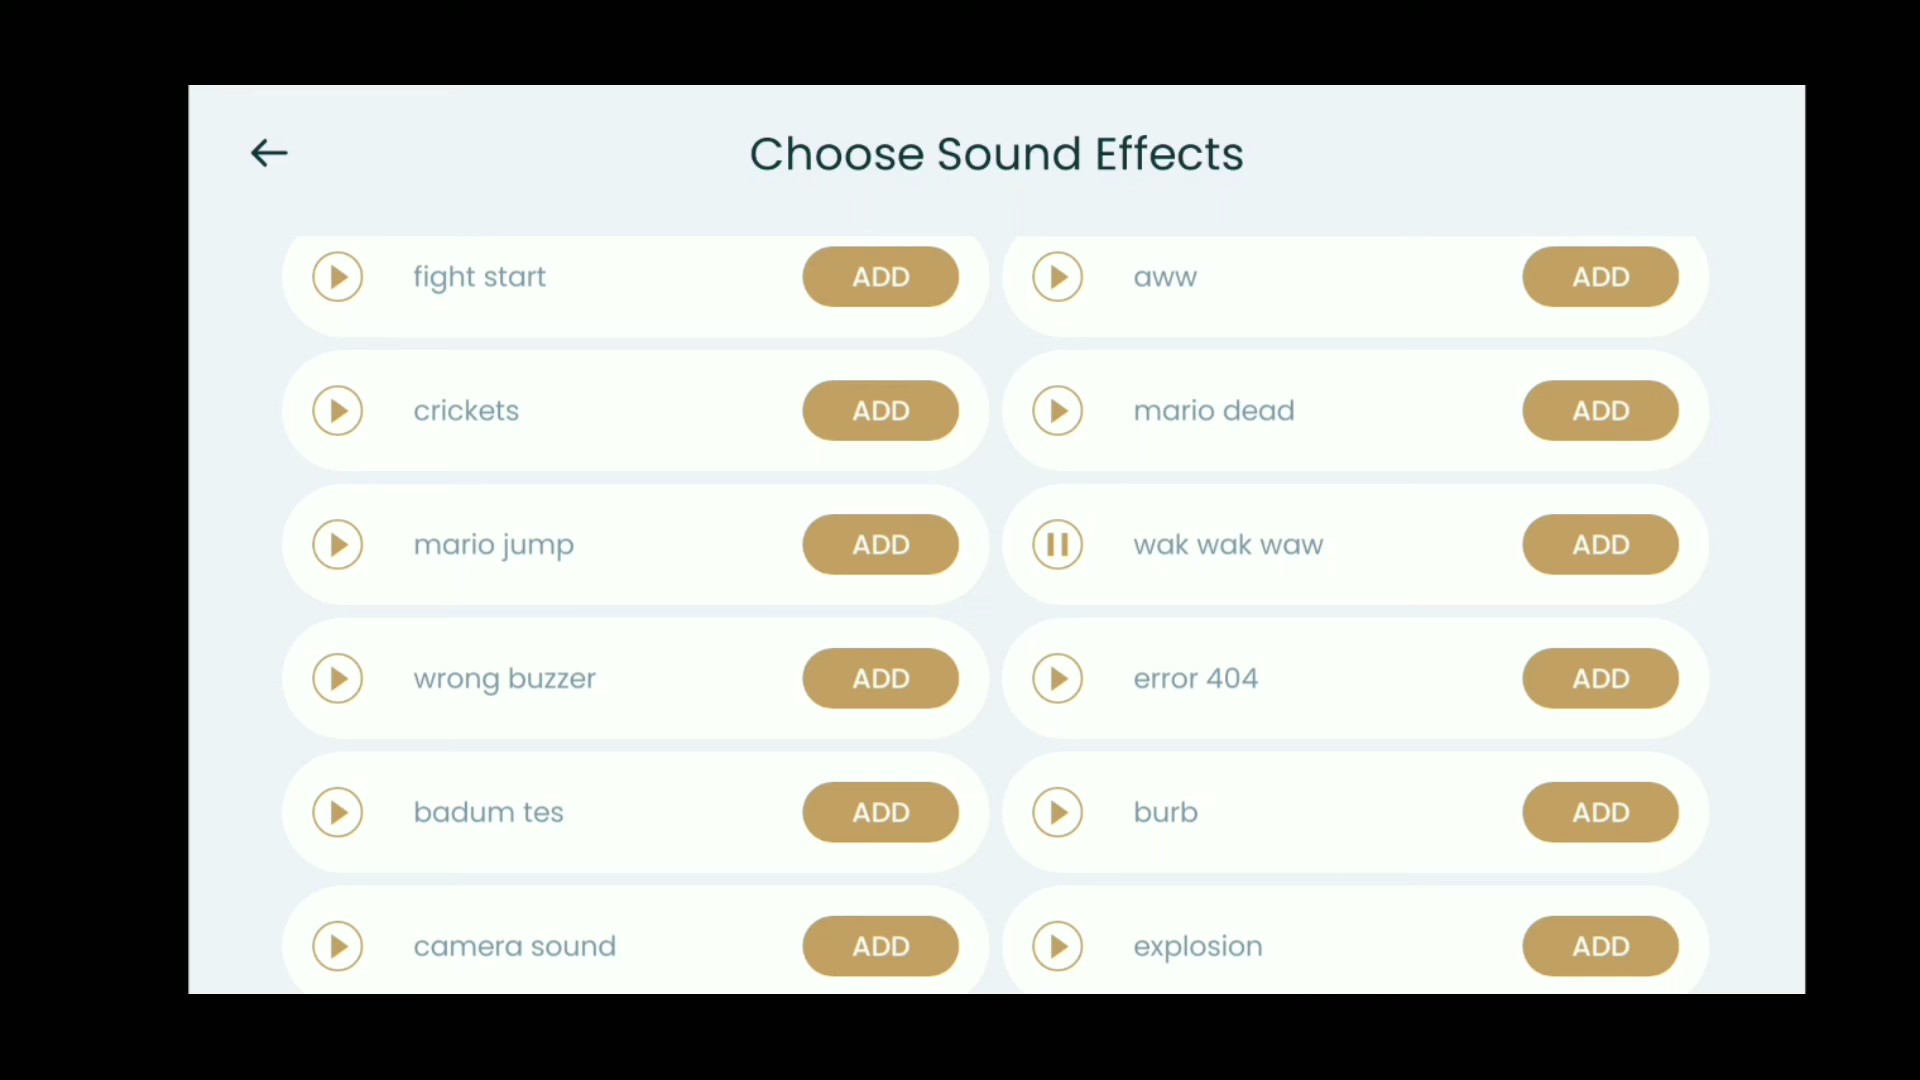 Choose Sound Effects
fight start ADD
aww ADD
crickets ADD
mario dead ADD
mario jump ADD
wak wak waw ADD
wrong buzzer ADD
error 404 ADD
badum tes ADD
burb ADD
camera sound ADD
explosion ADD